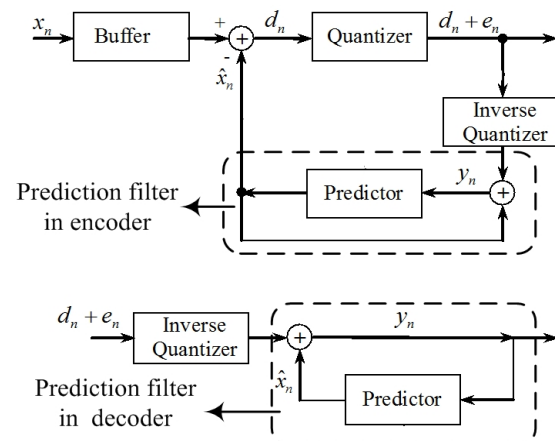 x_n
Buffer
+
+
d_n
Quantizer
d_n + e_n
-
x̂_n
Inverse
Quantizer
Predictor
y_n
+
Prediction filter
in encoder
d_n + e_n
Inverse
Quantizer
+
y_n
x̂_n
Predictor
Prediction filter
in decoder